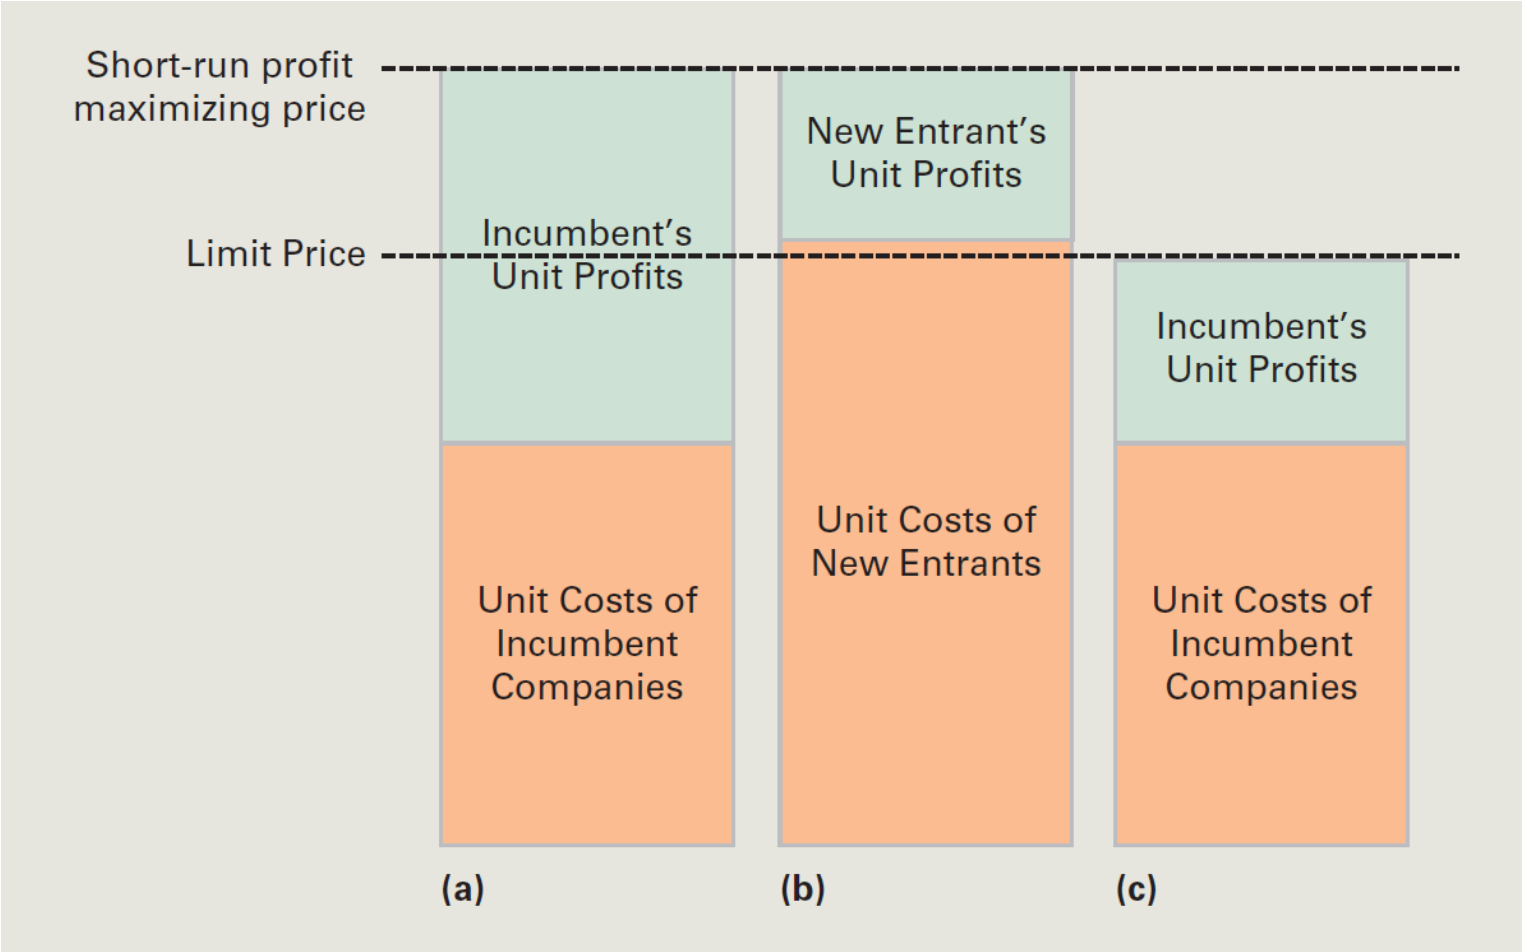 Short-run profit
maximizing price
Limit Price
Incumbent's
Unit Profits
Unit Costs of
Incumbent
Companies
(a)
New Entrant's
Unit Profits
Unit Costs of
New Entrants
(b)
Incumbent's
Unit Profits
Unit Costs of
Incumbent
Companies
(c)